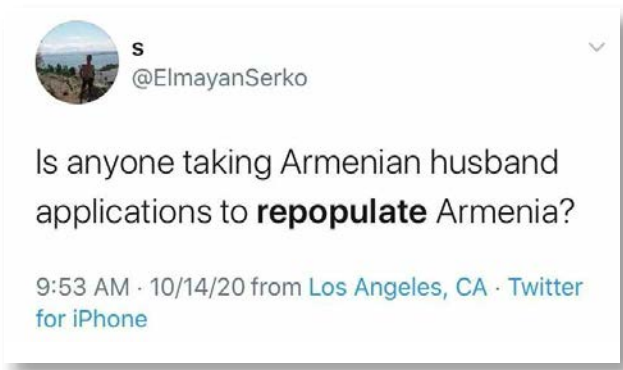 S
@ElmayanSerko
Is anyone taking Armenian husband
applications to repopulate Armenia?
9:53 AM · 10/14/20 from Los Angeles, CA · Twitter
for iPhone